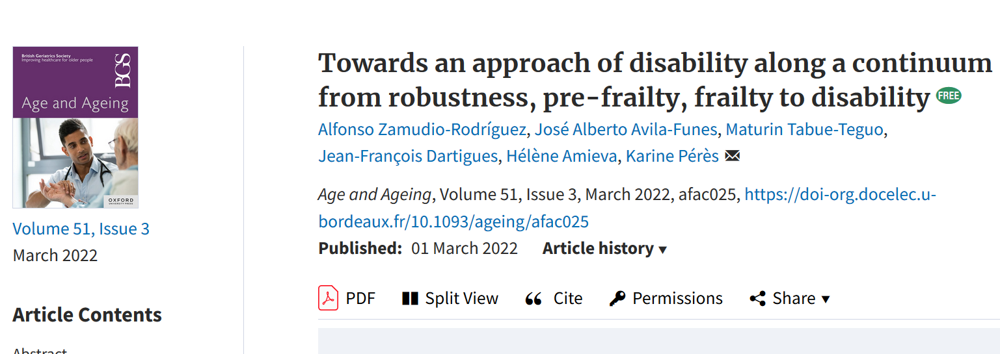 British Geriatrics Society
Improving healthcare for older people
BGS
Age and Ageing
OXFORD
UNIVERSITY PRESS
Volume 51, Issue 3
March 2022
Article Contents
Abstract
Towards an approach of disability along a continuum
from robustness, pre-frailty, frailty to disability FREE
Alfonso Zamudio-Rodríguez, José Alberto Avila-Funes, Maturin Tabue-Teguo,
Jean-François Dartigues, Hélène Amieva, Karine Pérès
Age and Ageing, Volume 51, Issue 3, March 2022, afac025, https://doi-org.docelec.u-
bordeaux.fr/10.1093/ageing/afac025
Published: 01 March 2022 Article history
PDF Split View Cite Permissions Share